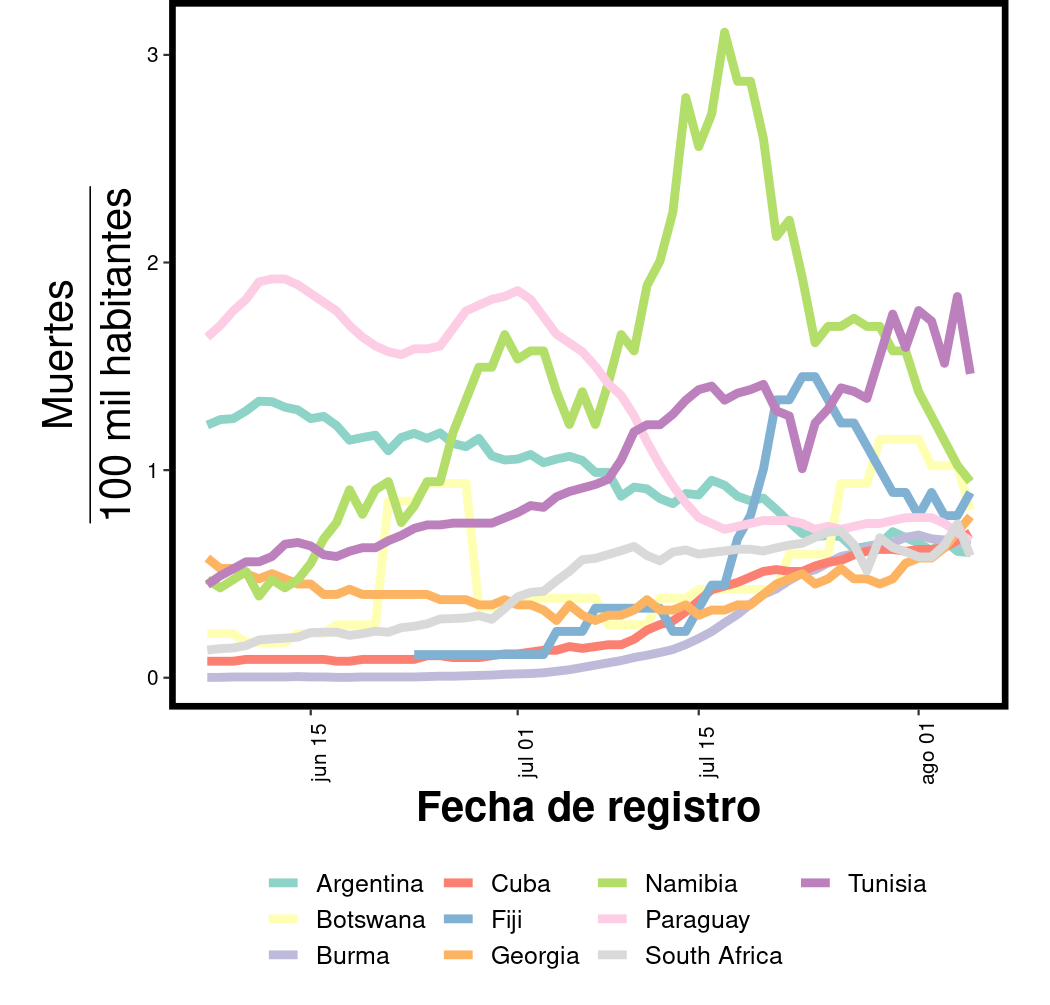 Muertes
100 mil habitantes
3
2
1
0
jun 15
jul 01
jul 15
ago 01
Fecha de registro
Argentina
Cuba
Namibia
Tunisia
Botswana
Fiji
Paraguay
Burma
Georgia
South Africa